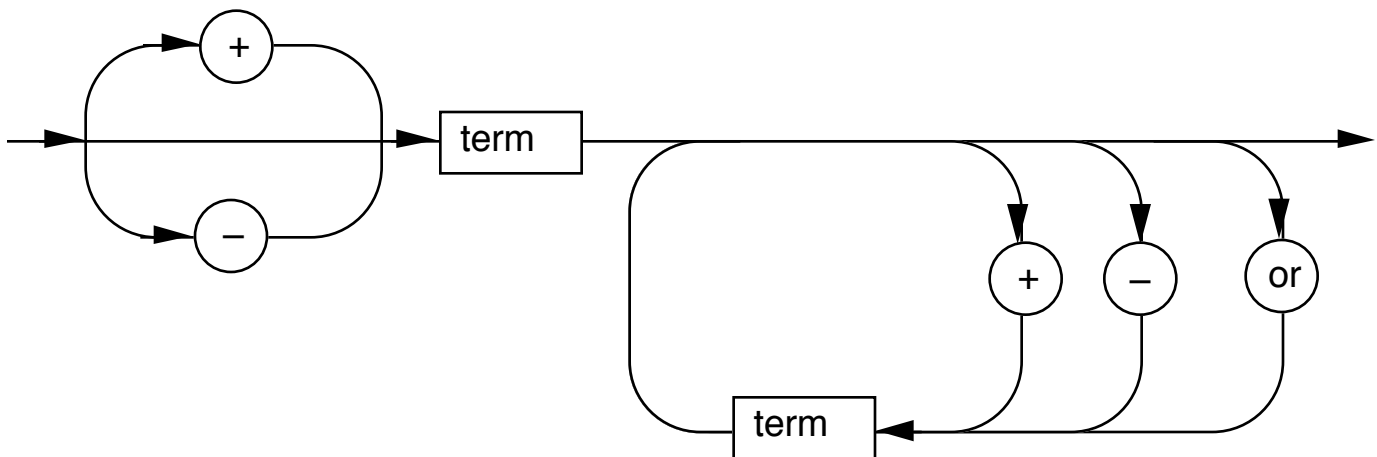 +
term
–
+
–
or
term